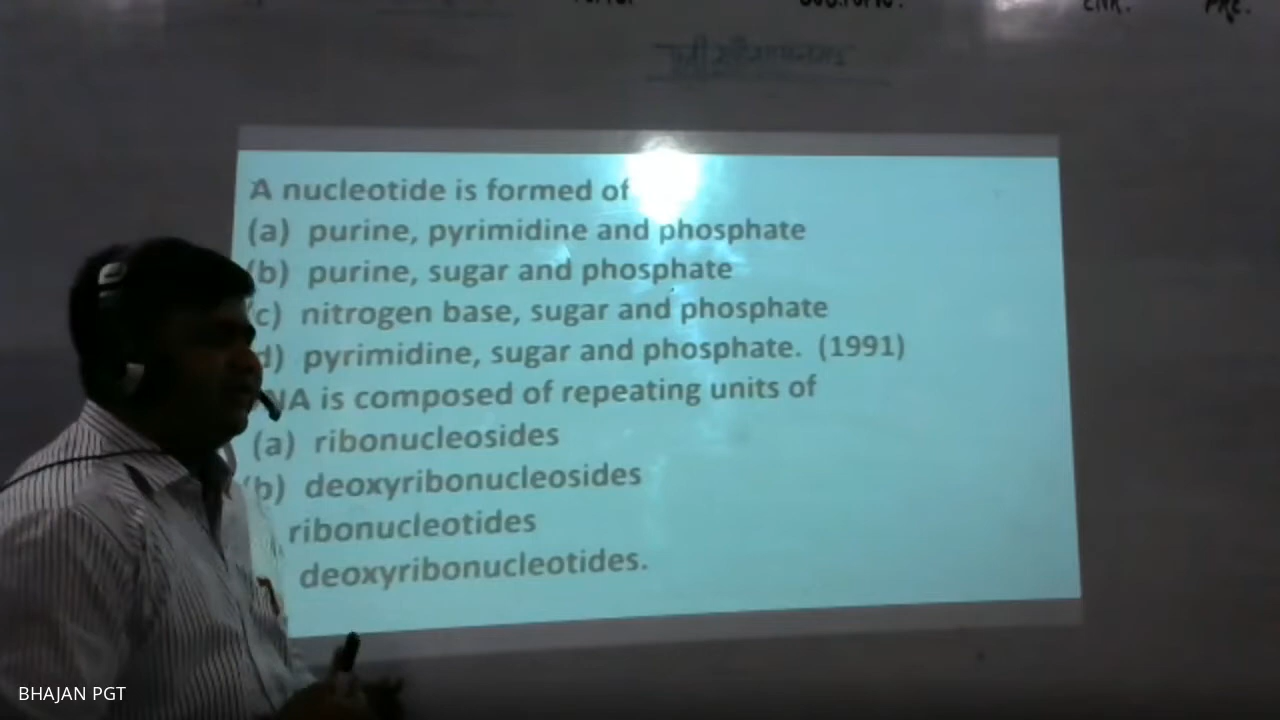 A nucleotide is formed of
(a) purine, pyrimidine and phosphate
(b) purine, sugar and phosphate
(c) nitrogen base, sugar and phosphate
d) pyrimidine, sugar and phosphate. (1991)
NA is composed of repeating units of
(a) ribonucleosides
(b) deoxyribonucleosides
ribonucleotides
deoxyribonucleotides.
BHAJAN PGT